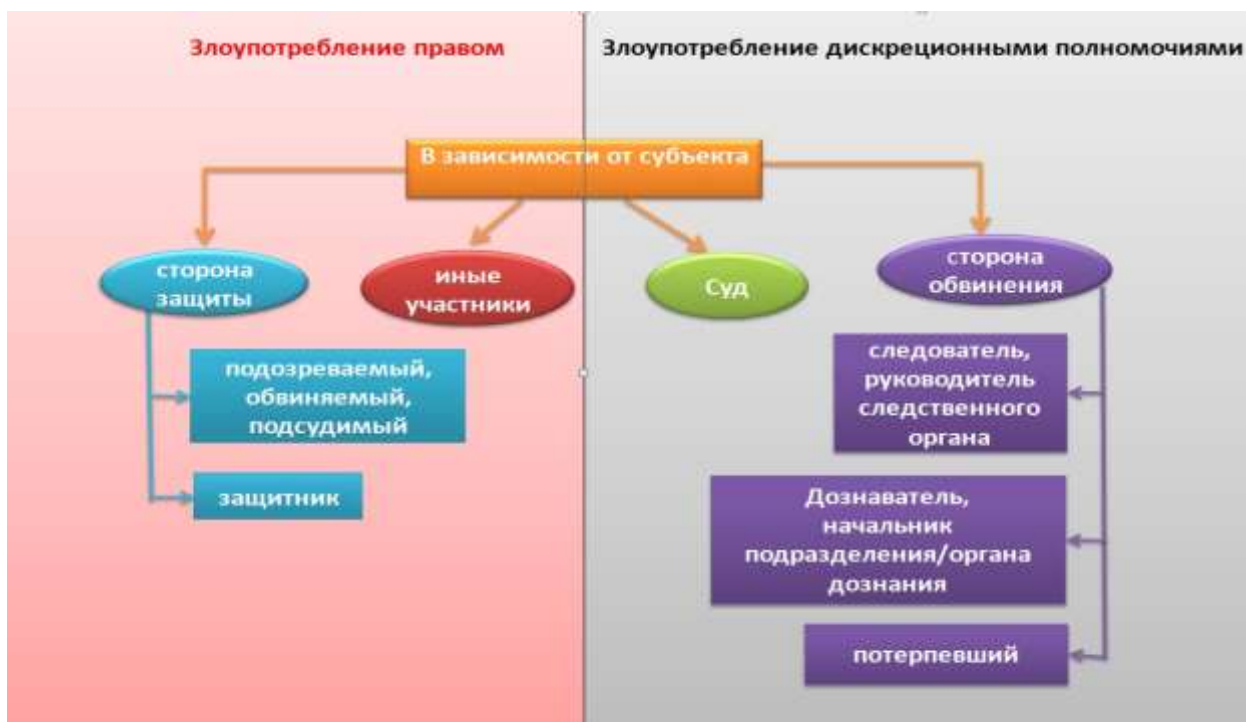 Злоупотребление правом
Злоупотребление дискреционными полномочиями
В зависимости от субъекта
сторона
защиты
иные
участники
Суд
сторона
обвинения
подозреваемый,
обвиняемый,
подсудимый
защитник
следователь,
руководитель
следственного
органа
Дознаватель,
начальник
подразделения/органа
дознания
потерпевший